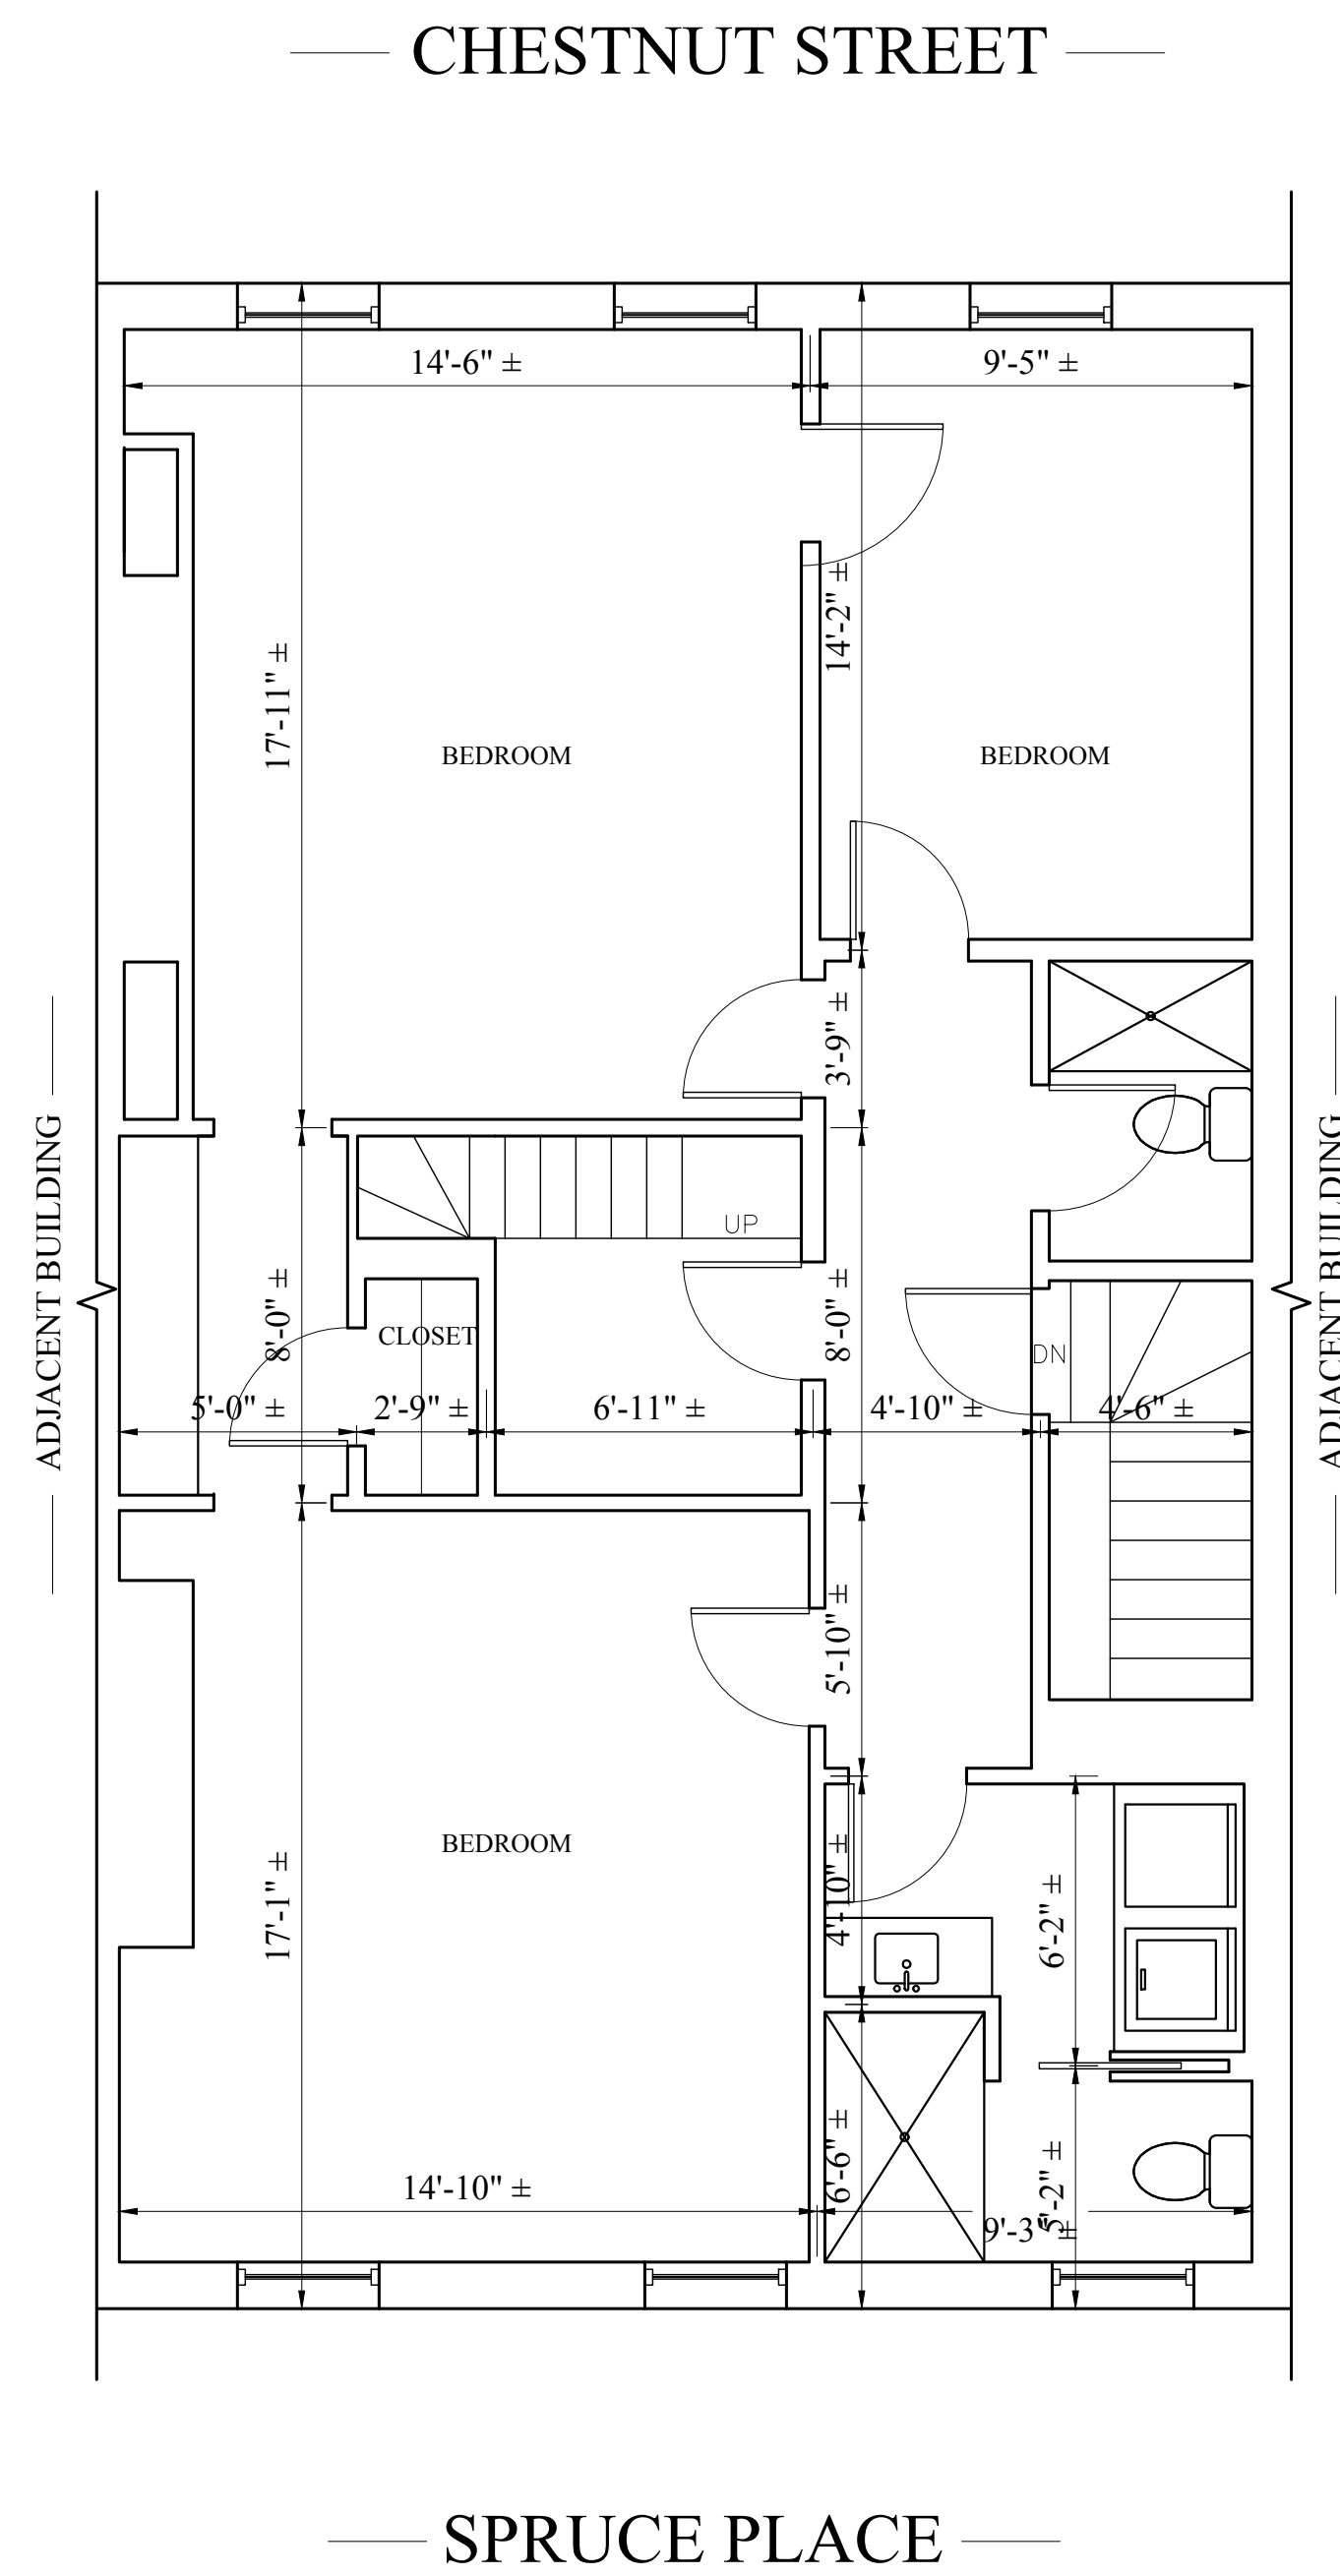 CHESTNUT STREET
14'-6" ±
9'-5" ±
14'-2" ±
17'-11" ±
BEDROOM
BEDROOM
3'-9" ±
ADJACENT BUILDING
ADJACENT BUILDING
UP
8'-0" ±
8'-0" ±
CLOSET
DN
5'-0" ±
2'-9" ±
6'-11" ±
4'-10" ±
4'-6" ±
5'-10" ±
BEDROOM
17'-1" ±
4'-10" ±
6'-2" ±
6'-6" ±
5'-2" ±
14'-10" ±
9'-3" ±
SPRUCE PLACE